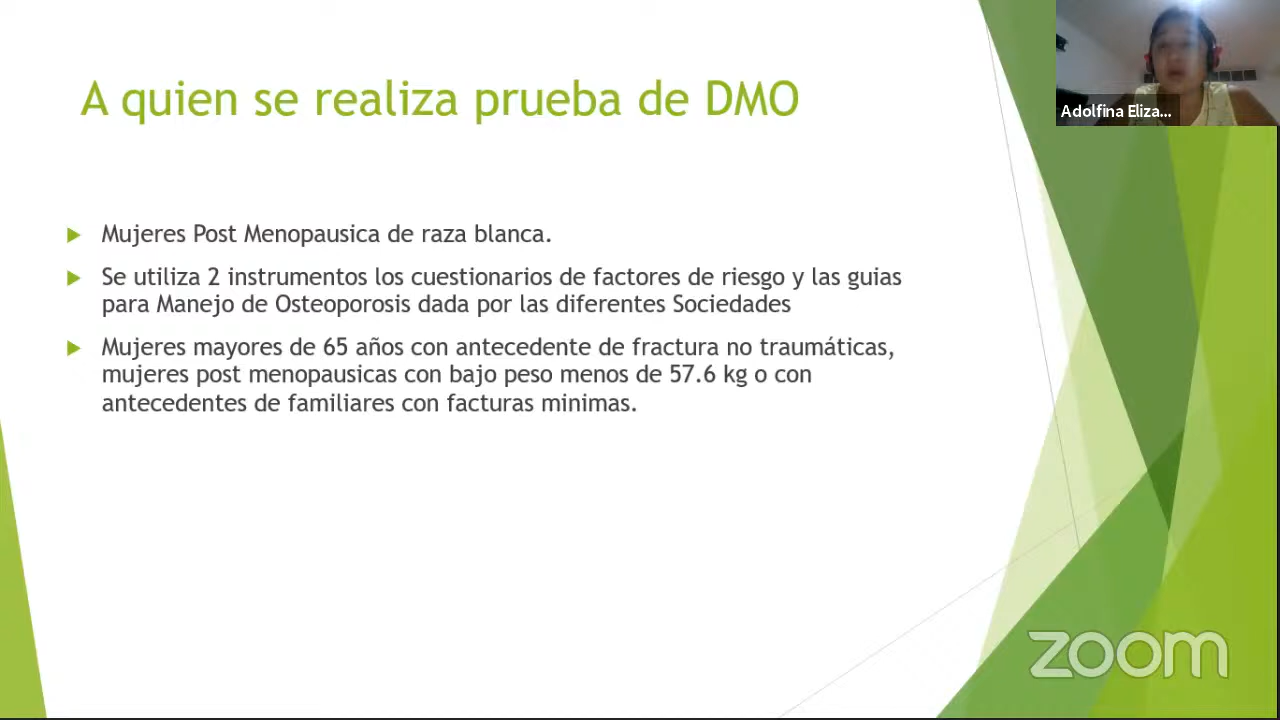 A quien se realiza prueba de DMO
Adolfina Eliza...
Mujeres Post Menopausica de raza blanca.
Se utiliza 2 instrumentos los cuestionarios de factores de riesgo y las guias
para Manejo de Osteoporosis dada por las diferentes Sociedades
Mujeres mayores de 65 años con antecedente de fractura no traumáticas,
mujeres post menopausicas con bajo peso menos de 57.6 kg o con
antecedentes de familiares con facturas minimas.
zoom